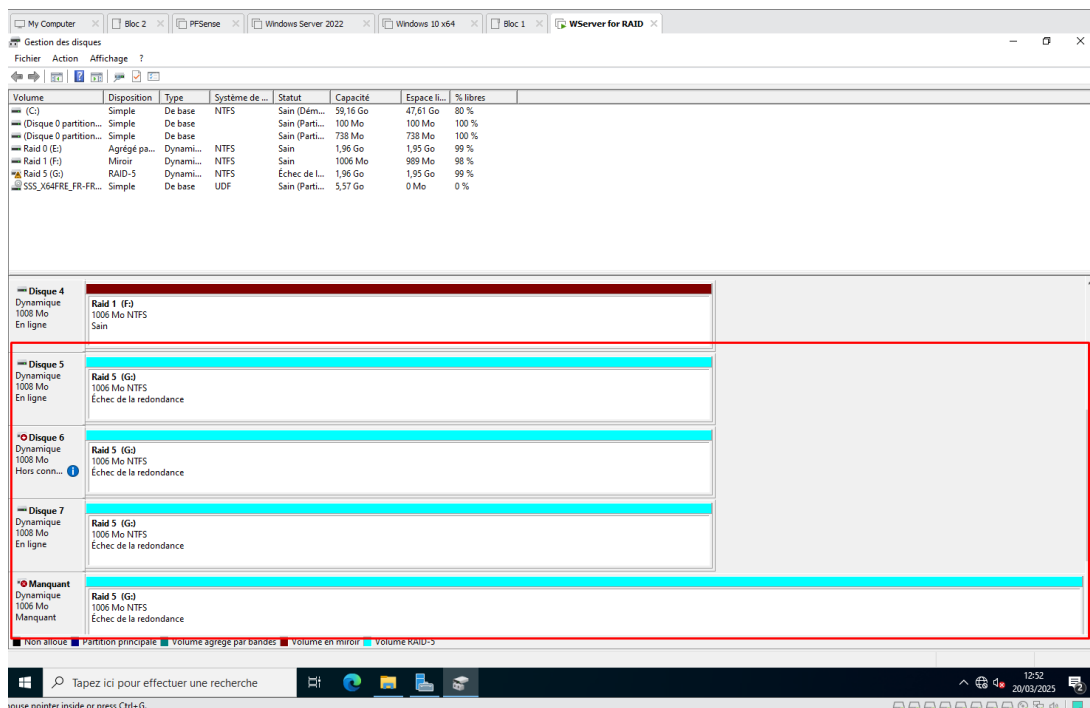 My Computer Bloc 2 PFSense Windows Server 2022 Windows 10 x64 Bloc 1 WServer for RAID
Gestion des disques
Fichier Action Affichage ?
Volume Disposition Type Système de ... Statut Capacité Espace li... % libres
(C:) Simple De base NTFS Sain (Dém... 59,16 Go 47,61 Go 80 %
(Disque 0 partition... Simple De base Sain (Parti... 100 Mo 100 Mo 100 %
(Disque 0 partition... Simple De base Sain (Parti... 738 Mo 738 Mo 100 %
Raid 0 (E:) Agrégé pa... Dynami... NTFS Sain 1,96 Go 1,95 Go 99 %
Raid 1 (F:) Miroir Dynami... NTFS Sain 1006 Mo 989 Mo 98 %
Raid 5 (G:) RAID-5 Dynami... NTFS Échec de l... 1,96 Go 1,95 Go 99 %
SSS_X64FRE_FR-FR... Simple De base UDF Sain (Parti... 5,57 Go 0 Mo 0 %
Disque 4
Dynamique
1008 Mo
En ligne
Raid 1 (F:)
1006 Mo NTFS
Sain
Disque 5
Dynamique
1008 Mo
En ligne
Raid 5 (G:)
1006 Mo NTFS
Échec de la redondance
Disque 6
Dynamique
1008 Mo
Hors conn...
Raid 5 (G:)
1006 Mo NTFS
Échec de la redondance
Disque 7
Dynamique
1008 Mo
En ligne
Raid 5 (G:)
1006 Mo NTFS
Échec de la redondance
Manquant
Dynamique
1006 Mo
Manquant
Raid 5 (G:)
1006 Mo NTFS
Échec de la redondance
Non alloué Partition principale Volume agrégé par bandes Volume en miroir Volume RAID-5
Tapez ici pour effectuer une recherche
12:52
20/03/2025
2
mouse pointer inside or press Ctrl+G.